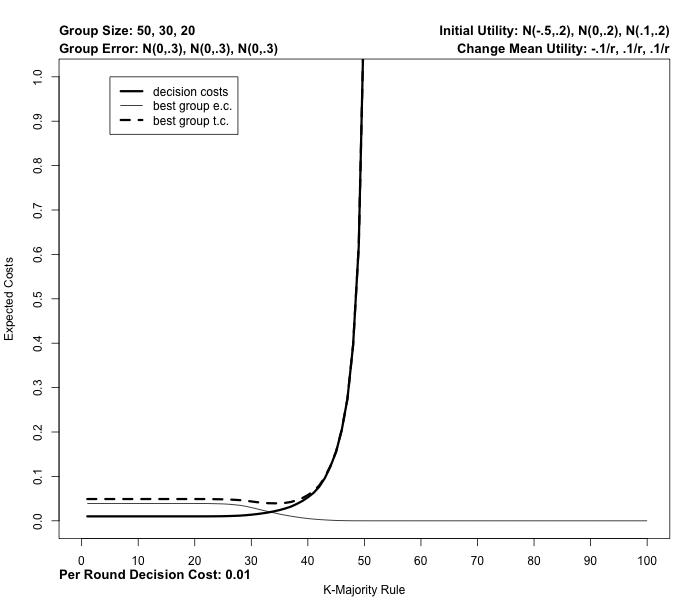 Group Size: 50, 30, 20
Initial Utility: N(-.5,.2), N(0,.2), N(.1,.2)
Group Error: N(0,.3), N(0,.3), N(0,.3)
Change Mean Utility: -.1/r, .1/r, .1/r
decision costs
best group e.c.
best group t.c.
Expected Costs
1.0
0.9
0.8
0.7
0.6
0.5
0.4
0.3
0.2
0.1
0.0
0 10 20 30 40 50 60 70 80 90 100
Per Round Decision Cost: 0.01
K-Majority Rule